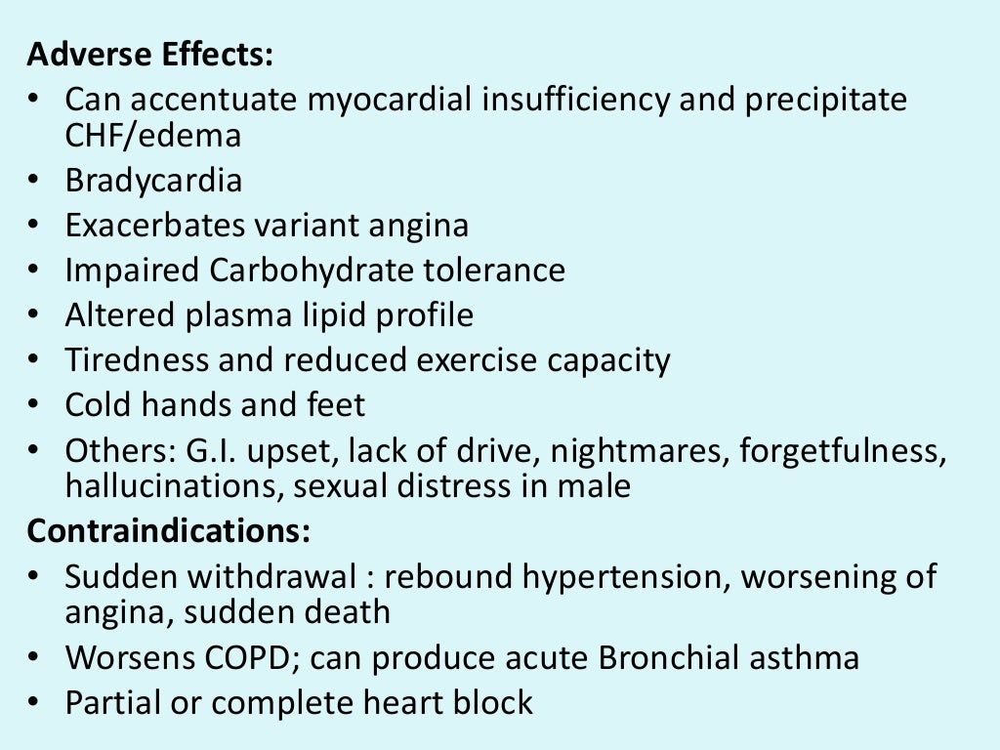 Adverse Effects:
• Can accentuate myocardial insufficiency and precipitate
CHF/edema
• Bradycardia
• Exacerbates variant angina
• Impaired Carbohydrate tolerance
• Altered plasma lipid profile
• Tiredness and reduced exercise capacity
• Cold hands and feet
• Others: G.I. upset, lack of drive, nightmares, forgetfulness,
hallucinations, sexual distress in male
Contraindications:
• Sudden withdrawal : rebound hypertension, worsening of
angina, sudden death
• Worsens COPD; can produce acute Bronchial asthma
• Partial or complete heart block